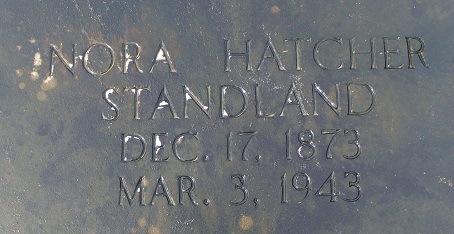 NORA HATCHER
STANDLAND
DEC. 17, 1873
MAR. 3, 1943